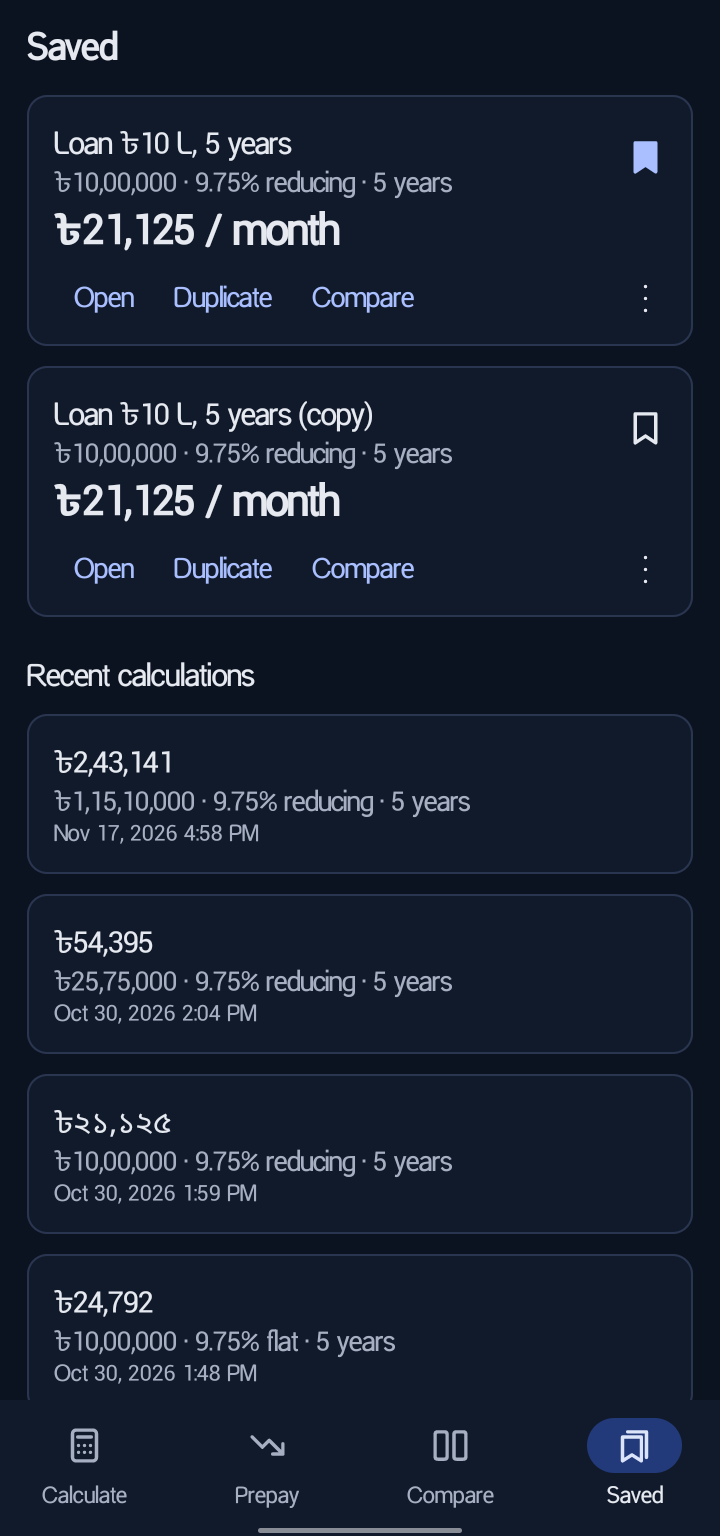 Saved
Loan ৳10 L, 5 years
৳10,00,000 · 9.75% reducing · 5 years
৳21,125 / month
Open Duplicate Compare
Loan ৳10 L, 5 years (copy)
৳10,00,000 · 9.75% reducing · 5 years
৳21,125 / month
Open Duplicate Compare
Recent calculations
৳2,43,141
৳1,15,10,000 · 9.75% reducing · 5 years
Nov 17, 2026 4:58 PM
৳54,395
৳25,75,000 · 9.75% reducing · 5 years
Oct 30, 2026 2:04 PM
৳২১,১২৫
৳10,00,000 · 9.75% reducing · 5 years
Oct 30, 2026 1:59 PM
৳24,792
৳10,00,000 · 9.75% flat · 5 years
Oct 30, 2026 1:48 PM
Calculate Prepay Compare Saved